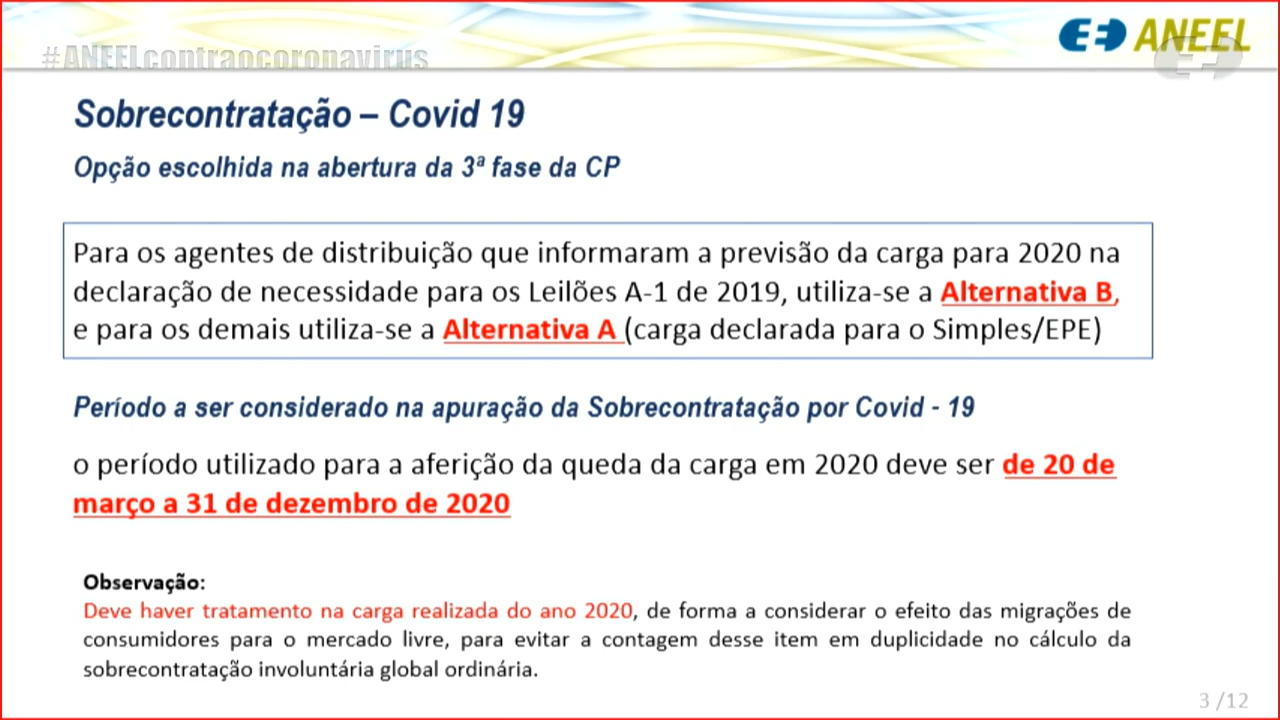 #ANEELcontraocoronavirus
ANEEL
Sobrecontratação – Covid 19
Opção escolhida na abertura da 3ª fase da CP
Para os agentes de distribuição que informaram a previsão da carga para 2020 na
declaração de necessidade para os Leilões A-1 de 2019, utiliza-se a Alternativa B,
e para os demais utiliza-se a Alternativa A (carga declarada para o Simples/EPE)
Período a ser considerado na apuração da Sobrecontratação por Covid - 19
o período utilizado para a aferição da queda da carga em 2020 deve ser de 20 de
março a 31 de dezembro de 2020
Observação:
Deve haver tratamento na carga realizada do ano 2020, de forma a considerar o efeito das migrações de
consumidores para o mercado livre, para evitar a contagem desse item em duplicidade no cálculo da
sobrecontratação involuntária global ordinária.
3 /12